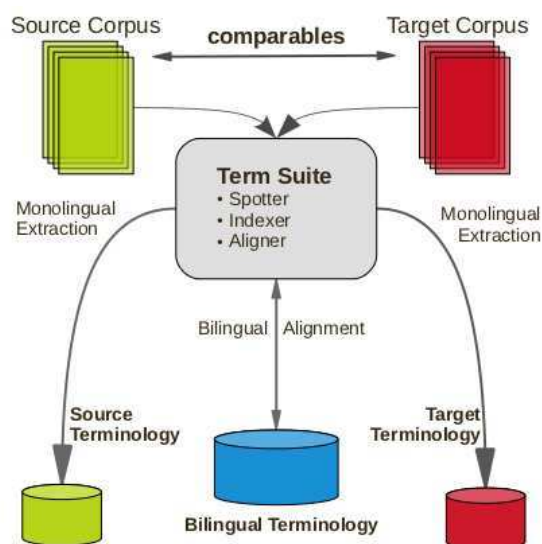 Source Corpus
comparables
Target Corpus
Term Suite
• Spotter
• Indexer
• Aligner
Monolingual
Extraction
Monolingual
Extraction
Bilingual Alignment
Source
Terminology
Target
Terminology
Bilingual Terminology